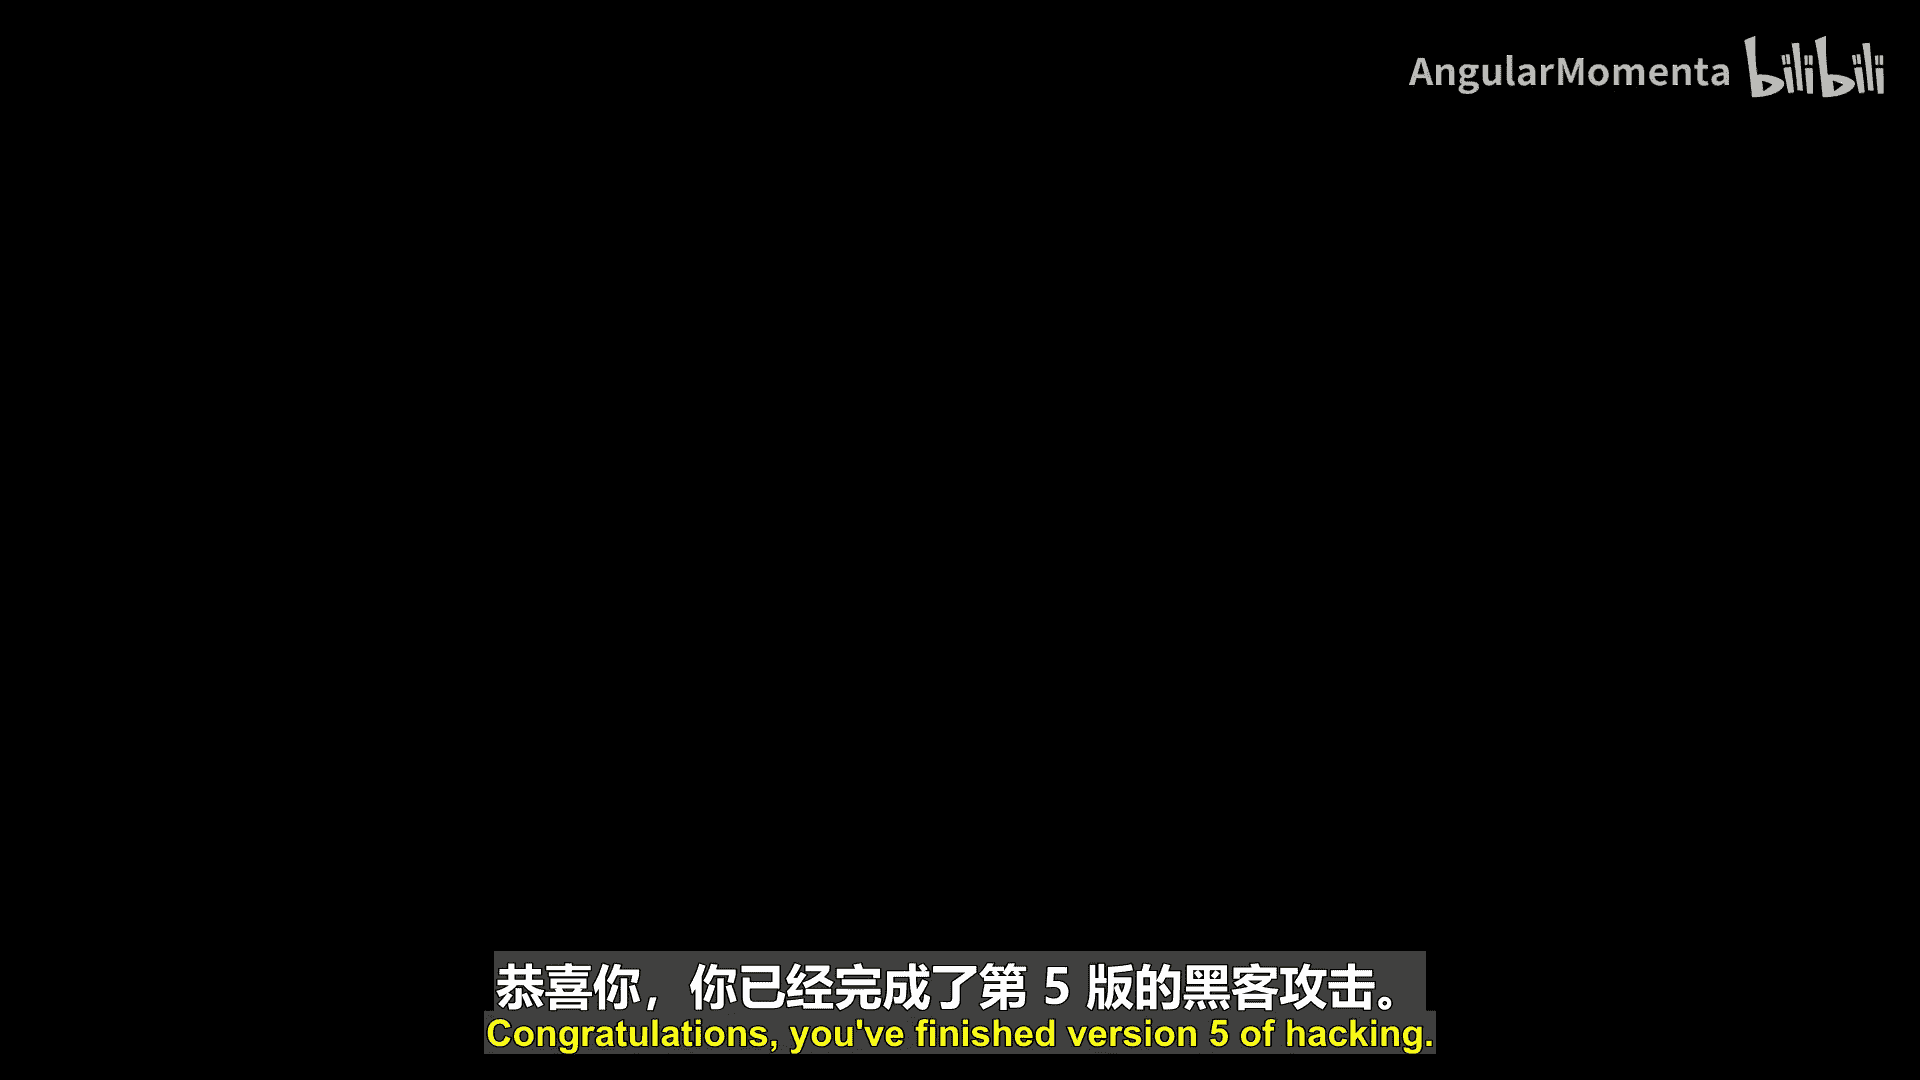 AngularMomenta bilibili
恭喜你，你已经完成了第 5 版的黑客攻击。
Congratulations, you've finished version 5 of hacking.